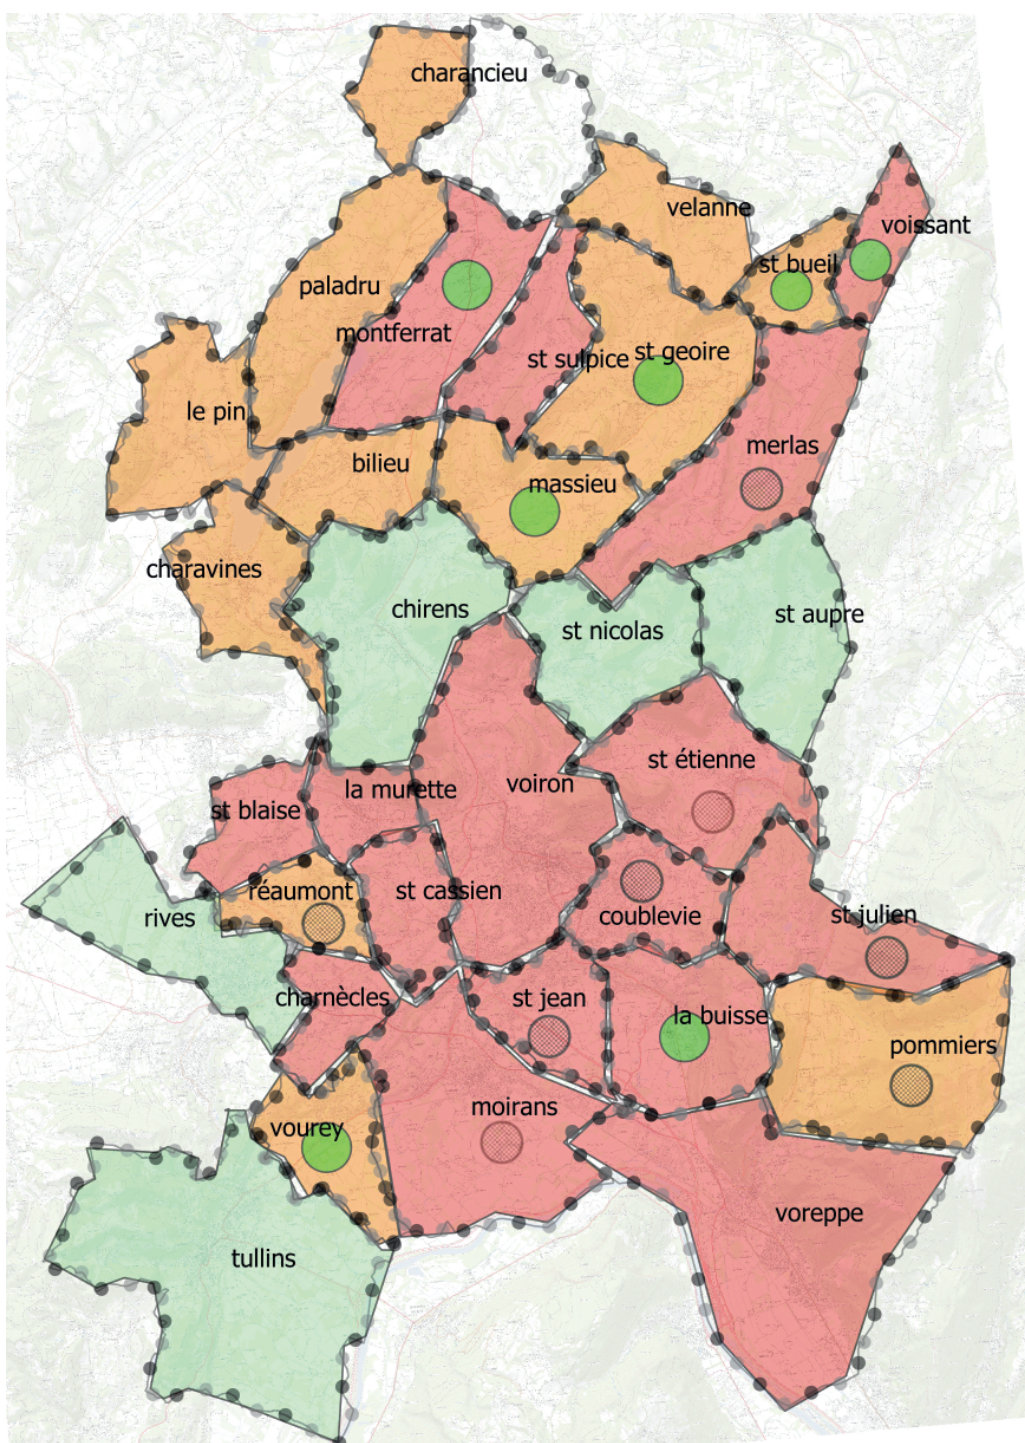 charancieu
velanne
voissant
st bueil
paladru
montferrat
st sulpice
st geoire
le pin
merlas
bilieu
massieu
charavines
chirens
st nicolas
st aupre
st étienne
voiron
la murette
st blaise
réaumont
st cassien
rives
coublevie
st julien
charnècles
st jean
la buisse
pommiers
moirans
vourey
voreppe
tullins